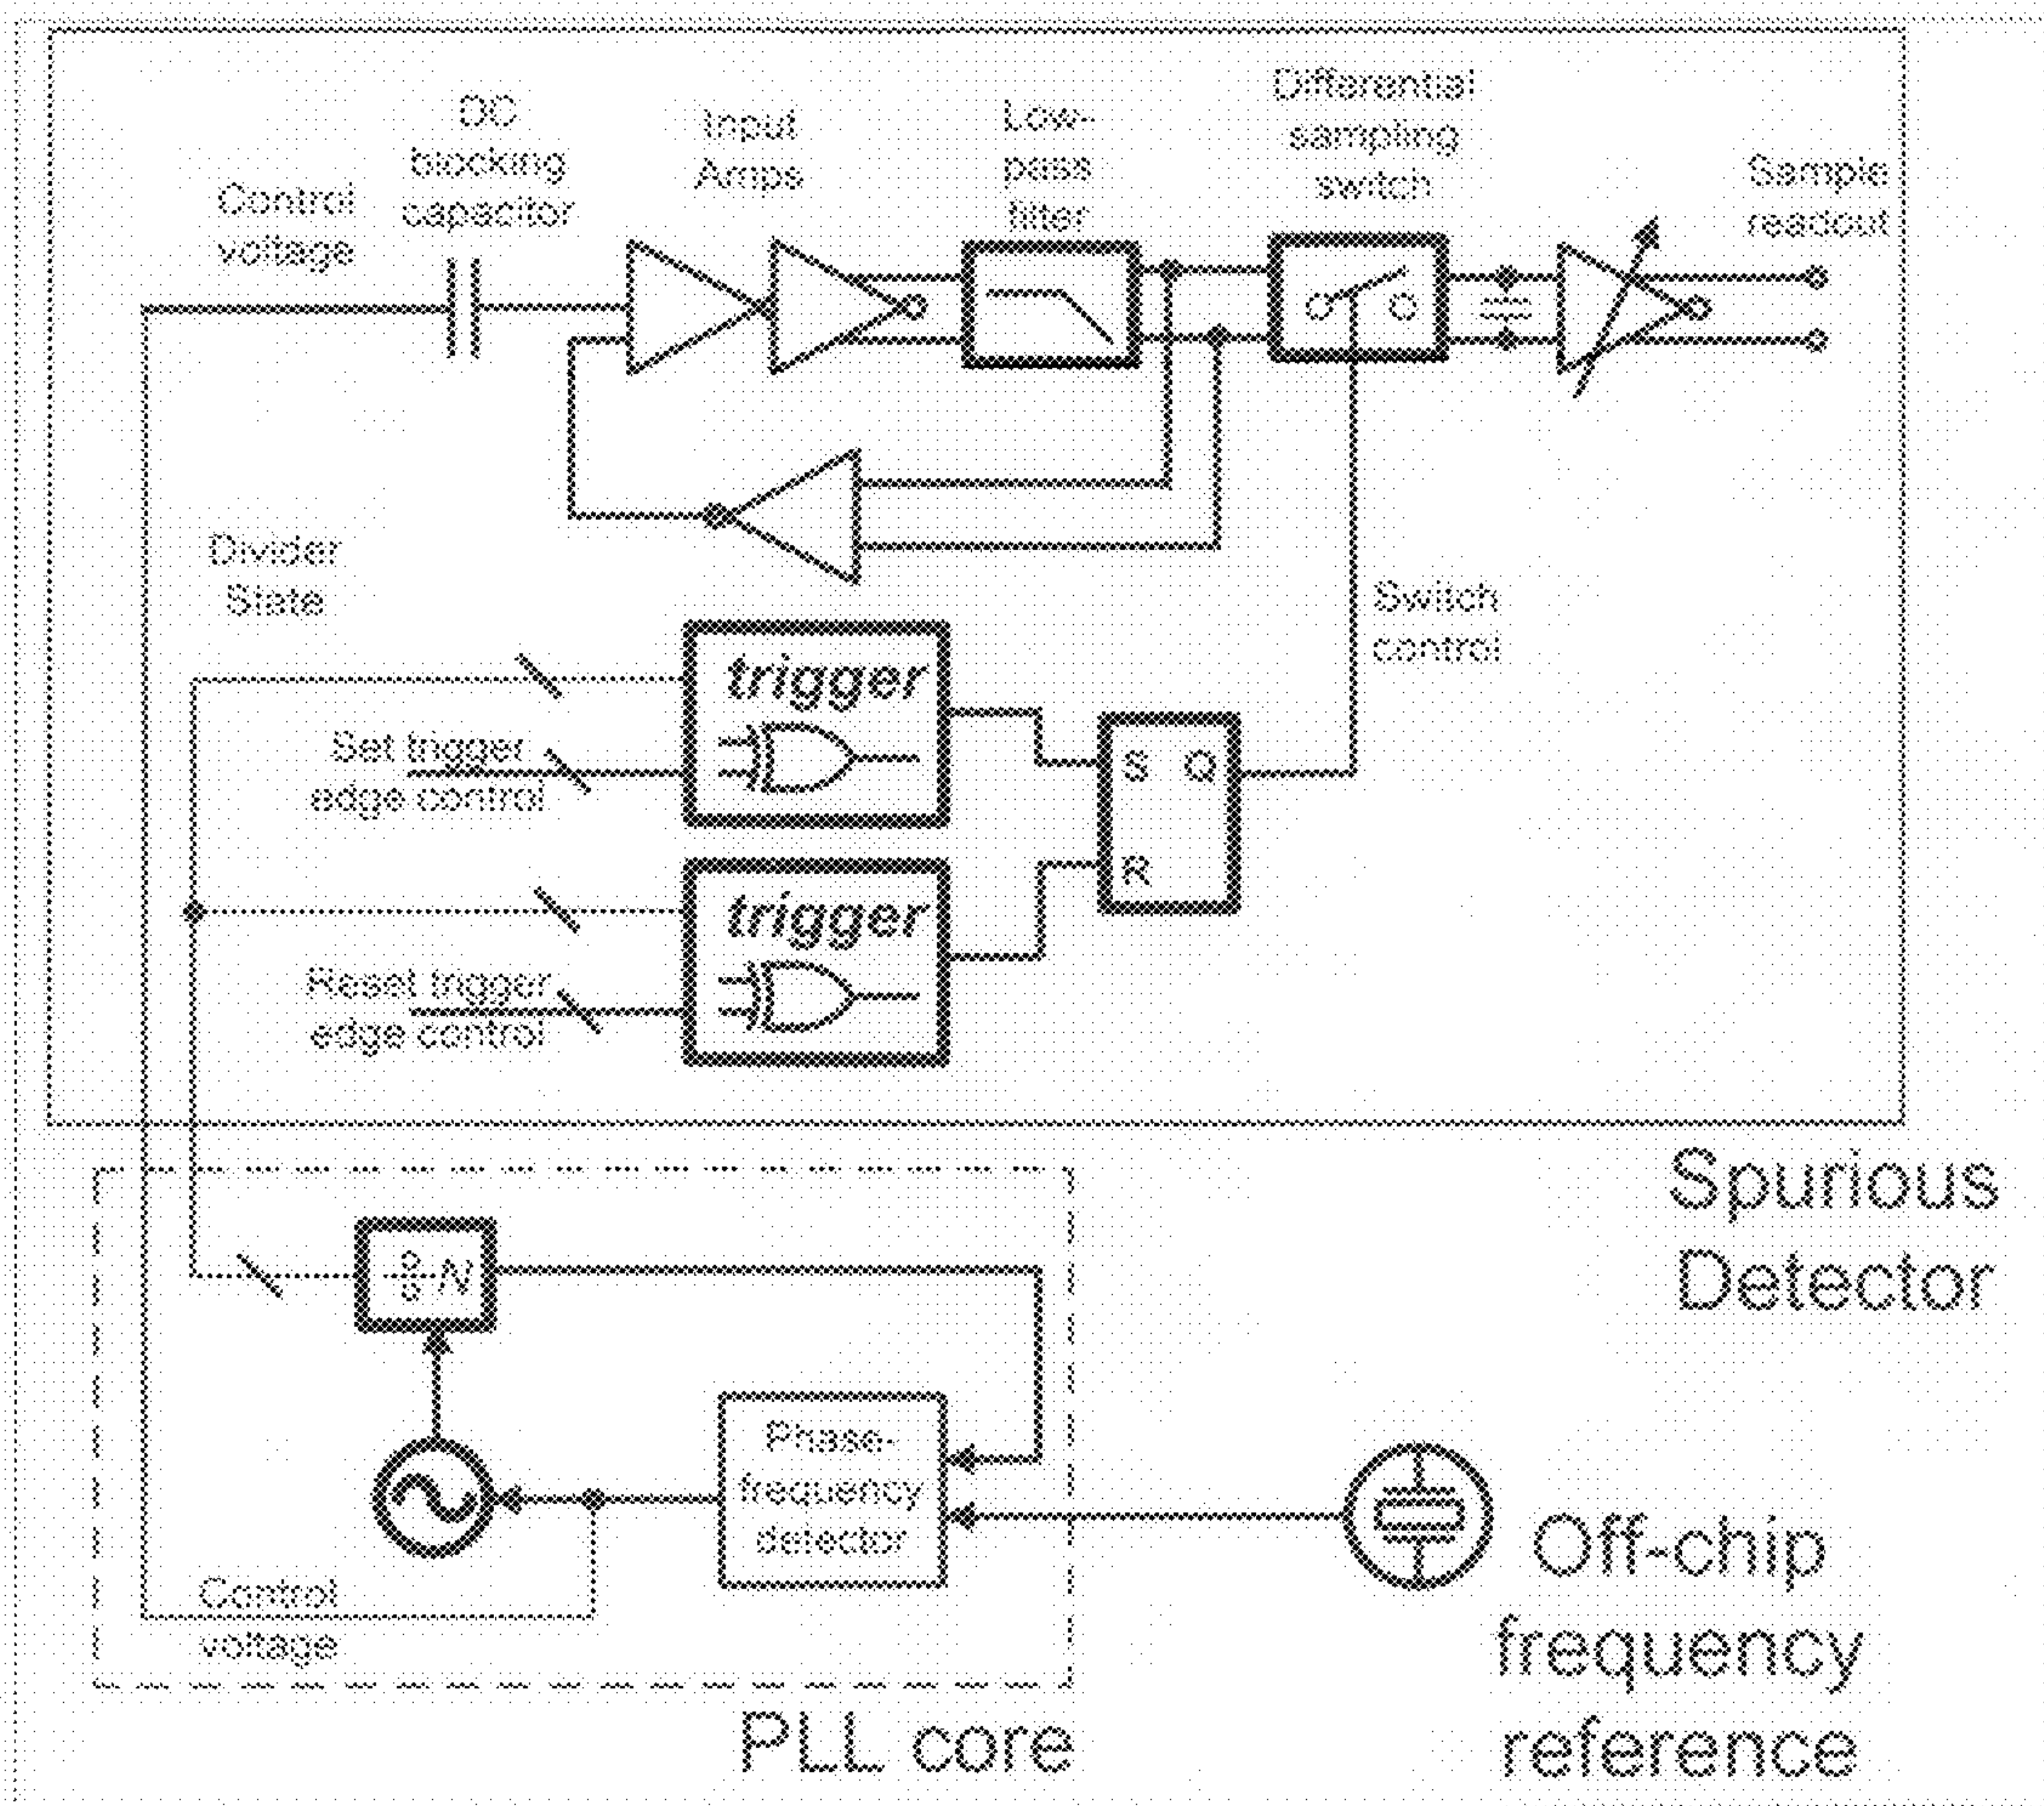 Control
voltage
DC
blocking
capacitor
Input
Amps
Low-
pass
filter
Differential
sampling
switch
Sample
readout
Divider
State
Switch
control
trigger
Set trigger
edge control
S Q
R
trigger
Reset trigger
edge control
Spurious
Detector
÷N
Phase-
frequency
detector
Control
voltage
PLL core
Off-chip
frequency
reference